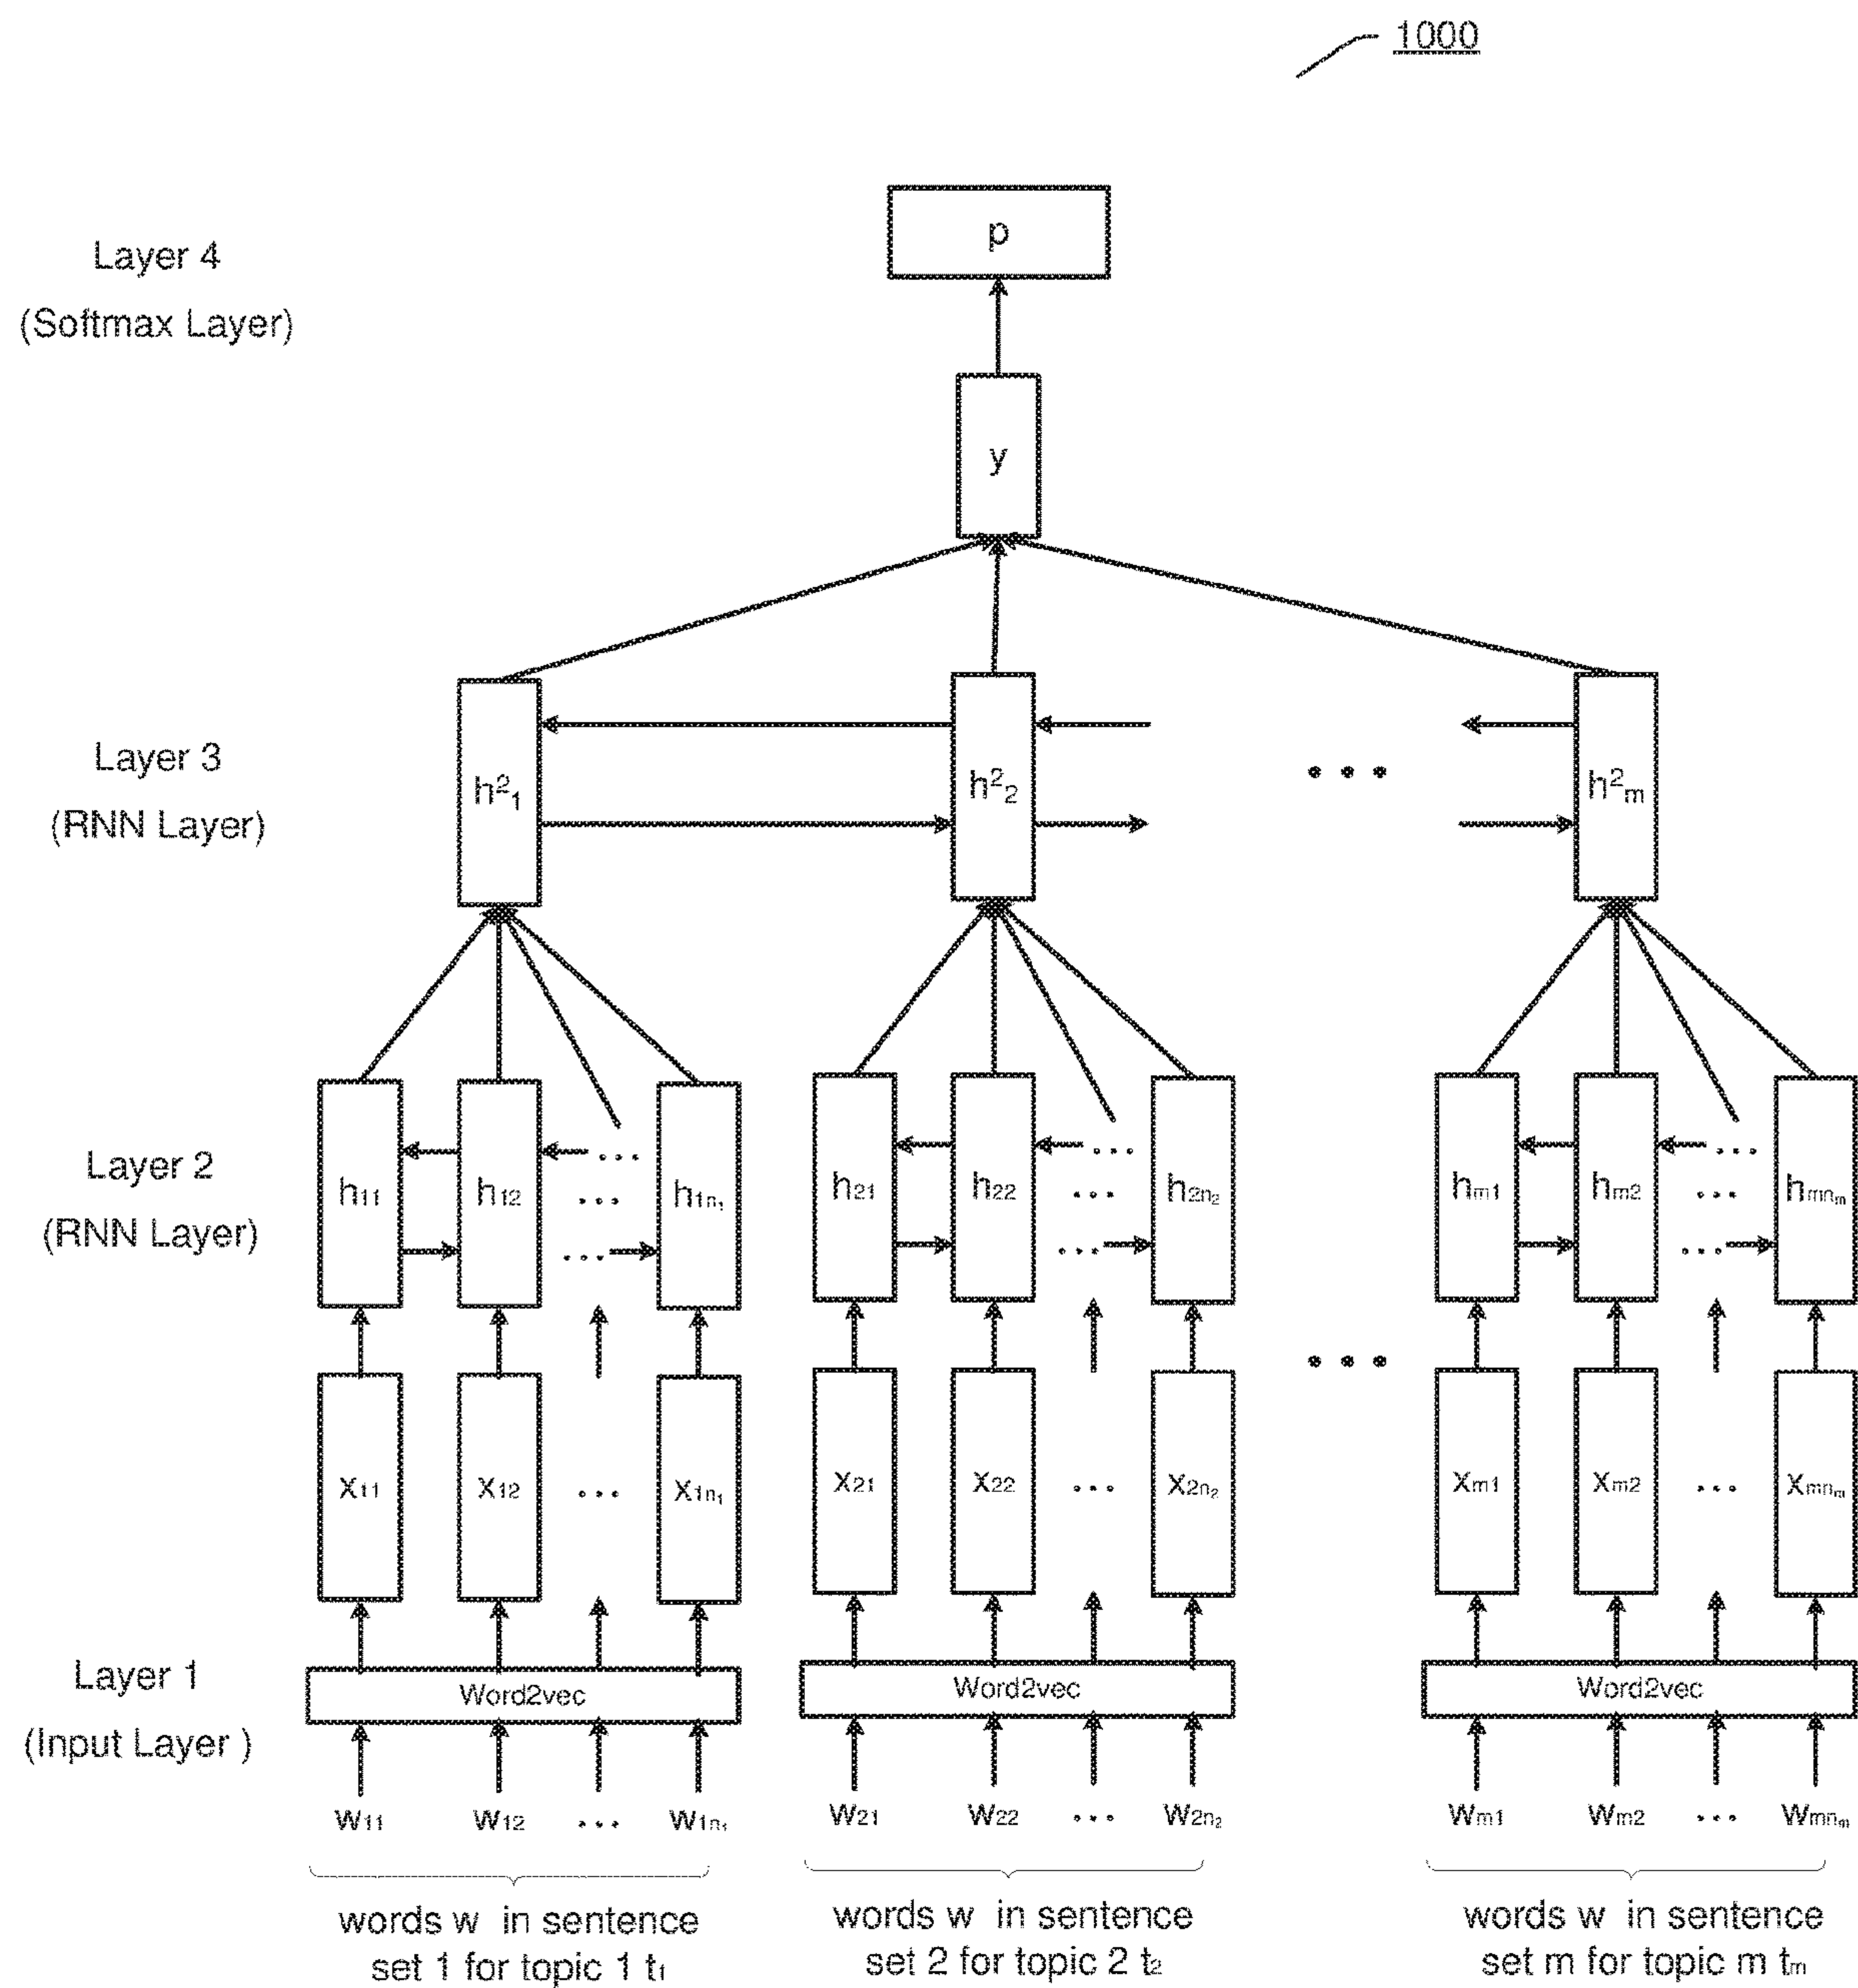 1000
Layer 4
(Softmax Layer)
p
y
Layer 3
(RNN Layer)
h²₁ h²₂ • • • h²ₘ
Layer 2
(RNN Layer)
h₁₁ h₁₂ ... h₁ₙ₁ h₂₁ h₂₂ ... h₂ₙ₂ hₘ₁ hₘ₂ ... hₘₙₘ
• • •
x₁₁ x₁₂ ... x₁ₙ₁ x₂₁ x₂₂ ... x₂ₙ₂ xₘ₁ xₘ₂ ... xₘₙₘ
Layer 1
(Input Layer )
Word2vec Word2vec Word2vec
w₁₁ w₁₂ ... w₁ₙ₁ w₂₁ w₂₂ ... w₂ₙ₂ wₘ₁ wₘ₂ ... wₘₙₘ
words w in sentence
set 1 for topic 1 t₁
words w in sentence
set 2 for topic 2 t₂
words w in sentence
set m for topic m tₘ